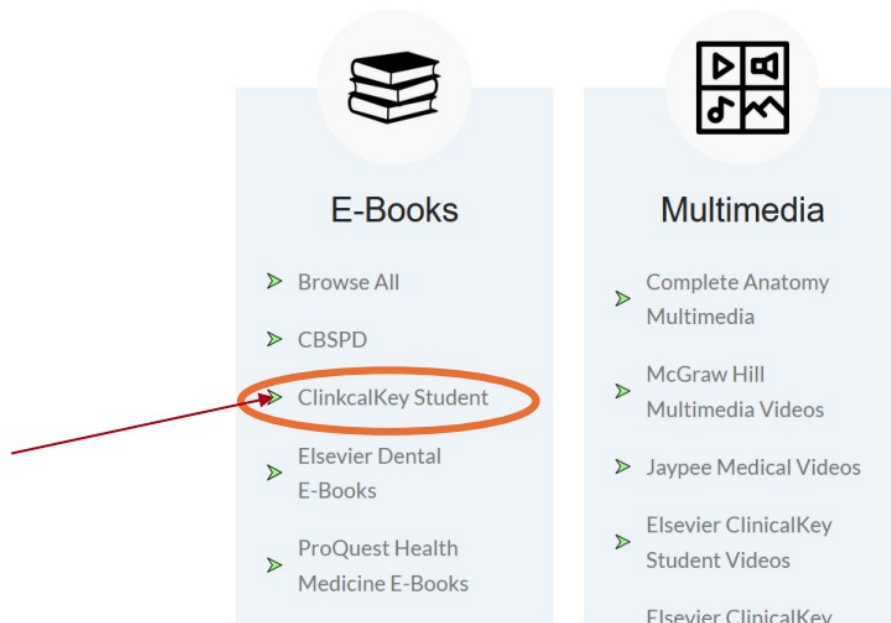 E-Books
Browse All
CBSPD
ClinkcalKey Student
Elsevier Dental
E-Books
ProQuest Health
Medicine E-Books
Multimedia
Complete Anatomy
Multimedia
McGraw Hill
Multimedia Videos
Jaypee Medical Videos
Elsevier ClinicalKey
Student Videos
Elsevier ClinicalKey